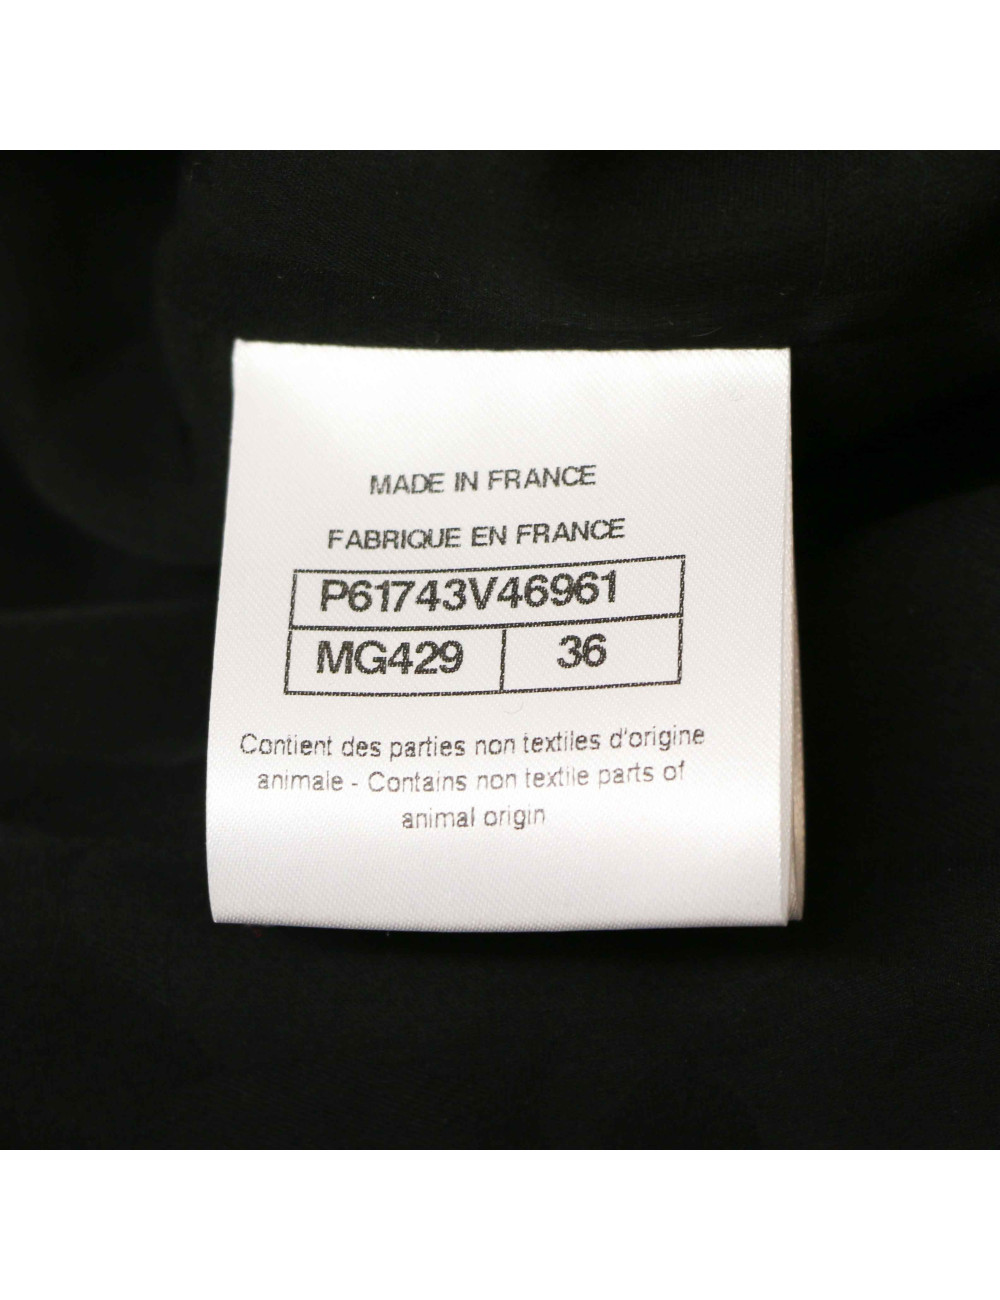 MADE IN FRANCE
FABRIQUE EN FRANCE
P61743V46961
MG429 36
Contient des parties non textiles d'origine
animale - Contains non textile parts of
animal origin